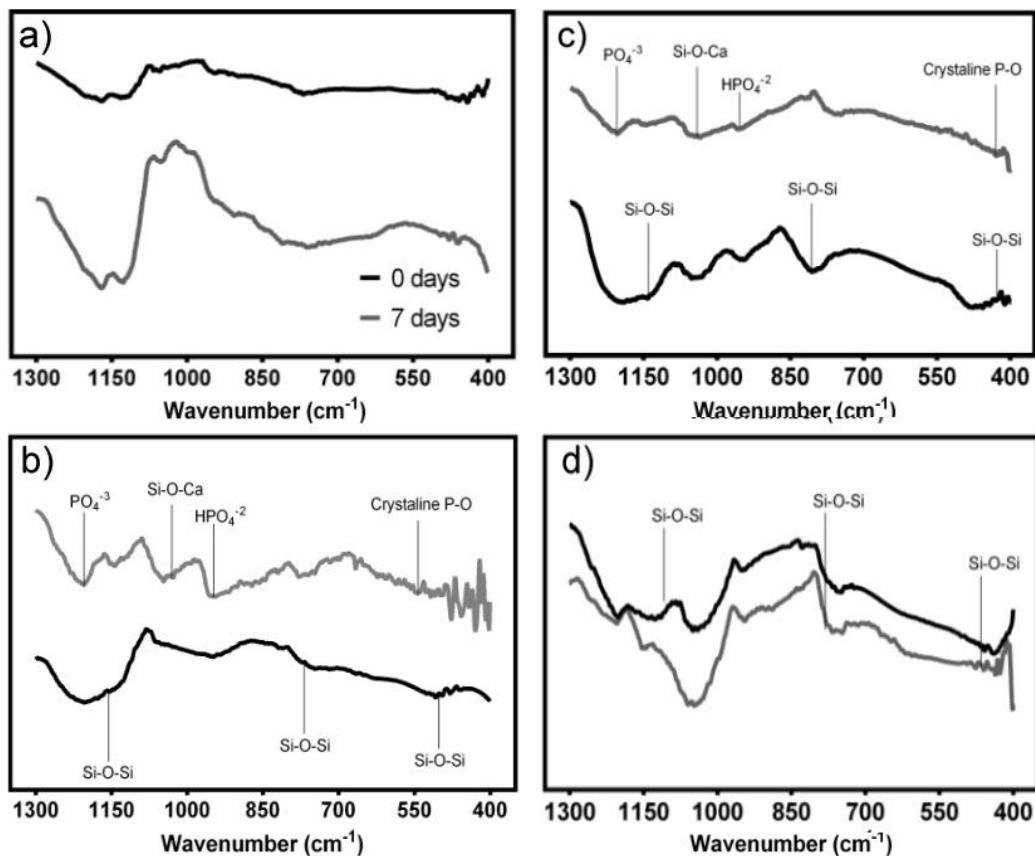 a)
0 days
7 days
1300 1150 1000 850 700 550 400
Wavenumber (cm⁻¹)
c)
PO₄⁻³
Si-O-Ca
HPO₄⁻²
Crystaline P-O
Si-O-Si
Si-O-Si
Si-O-Si
1300 1150 1000 850 700 550 400
Wavenumber (cm⁻¹)
b)
PO₄⁻³
Si-O-Ca
HPO₄⁻²
Crystaline P-O
Si-O-Si
Si-O-Si
Si-O-Si
1300 1150 1000 850 700 550 400
Wavenumber (cm⁻¹)
d)
Si-O-Si
Si-O-Si
Si-O-Si
1300 1150 1000 850 700 550 400
Wavenumber (cm⁻¹)